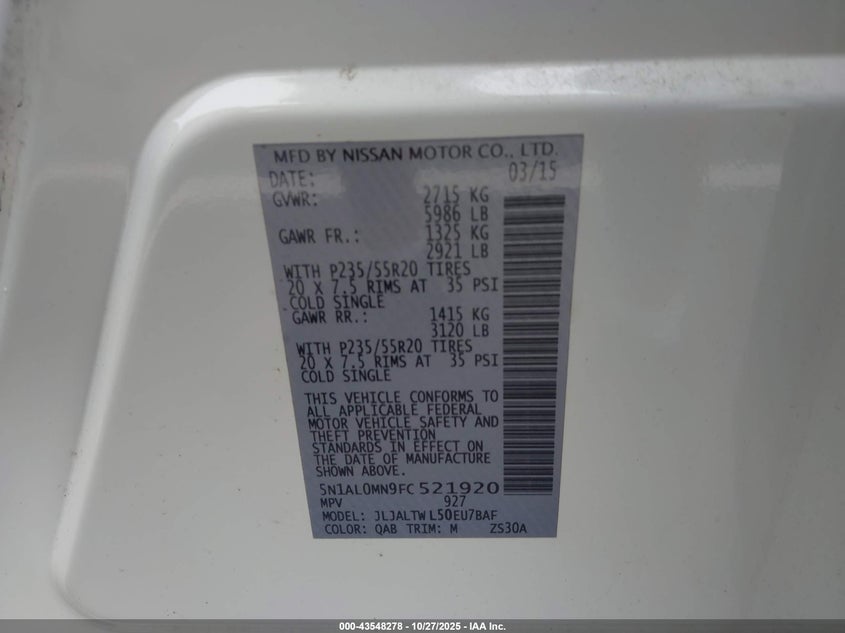 MFD BY NISSAN MOTOR CO., LTD.
DATE: 03/15
GVWR: 2715 KG
5986 LB
GAWR FR.: 1325 KG
2921 LB
WITH P235/55R20 TIRES
20 X 7.5 RIMS AT 35 PSI
COLD SINGLE
GAWR RR.: 1415 KG
3120 LB
WITH P235/55R20 TIRES
20 X 7.5 RIMS AT 35 PSI
COLD SINGLE
THIS VEHICLE CONFORMS TO
ALL APPLICABLE FEDERAL
MOTOR VEHICLE SAFETY AND
THEFT PREVENTION
STANDARDS IN EFFECT ON
THE DATE OF MANUFACTURE
SHOWN ABOVE.
5N1AL0MN9FC521920
MPV 927
MODEL: JLJALTWL50EU7BAF
COLOR: QAB TRIM: M ZS30A
000-43548278 - 10/27/2025 - IAA Inc.